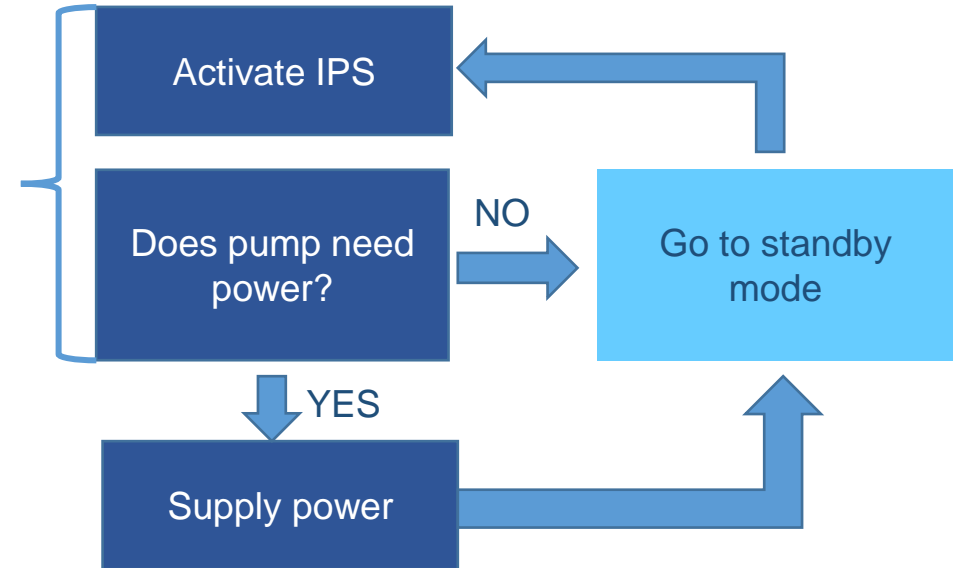 Activate IPS
Does pump need
power?
NO
Go to standby
mode
YES
Supply power